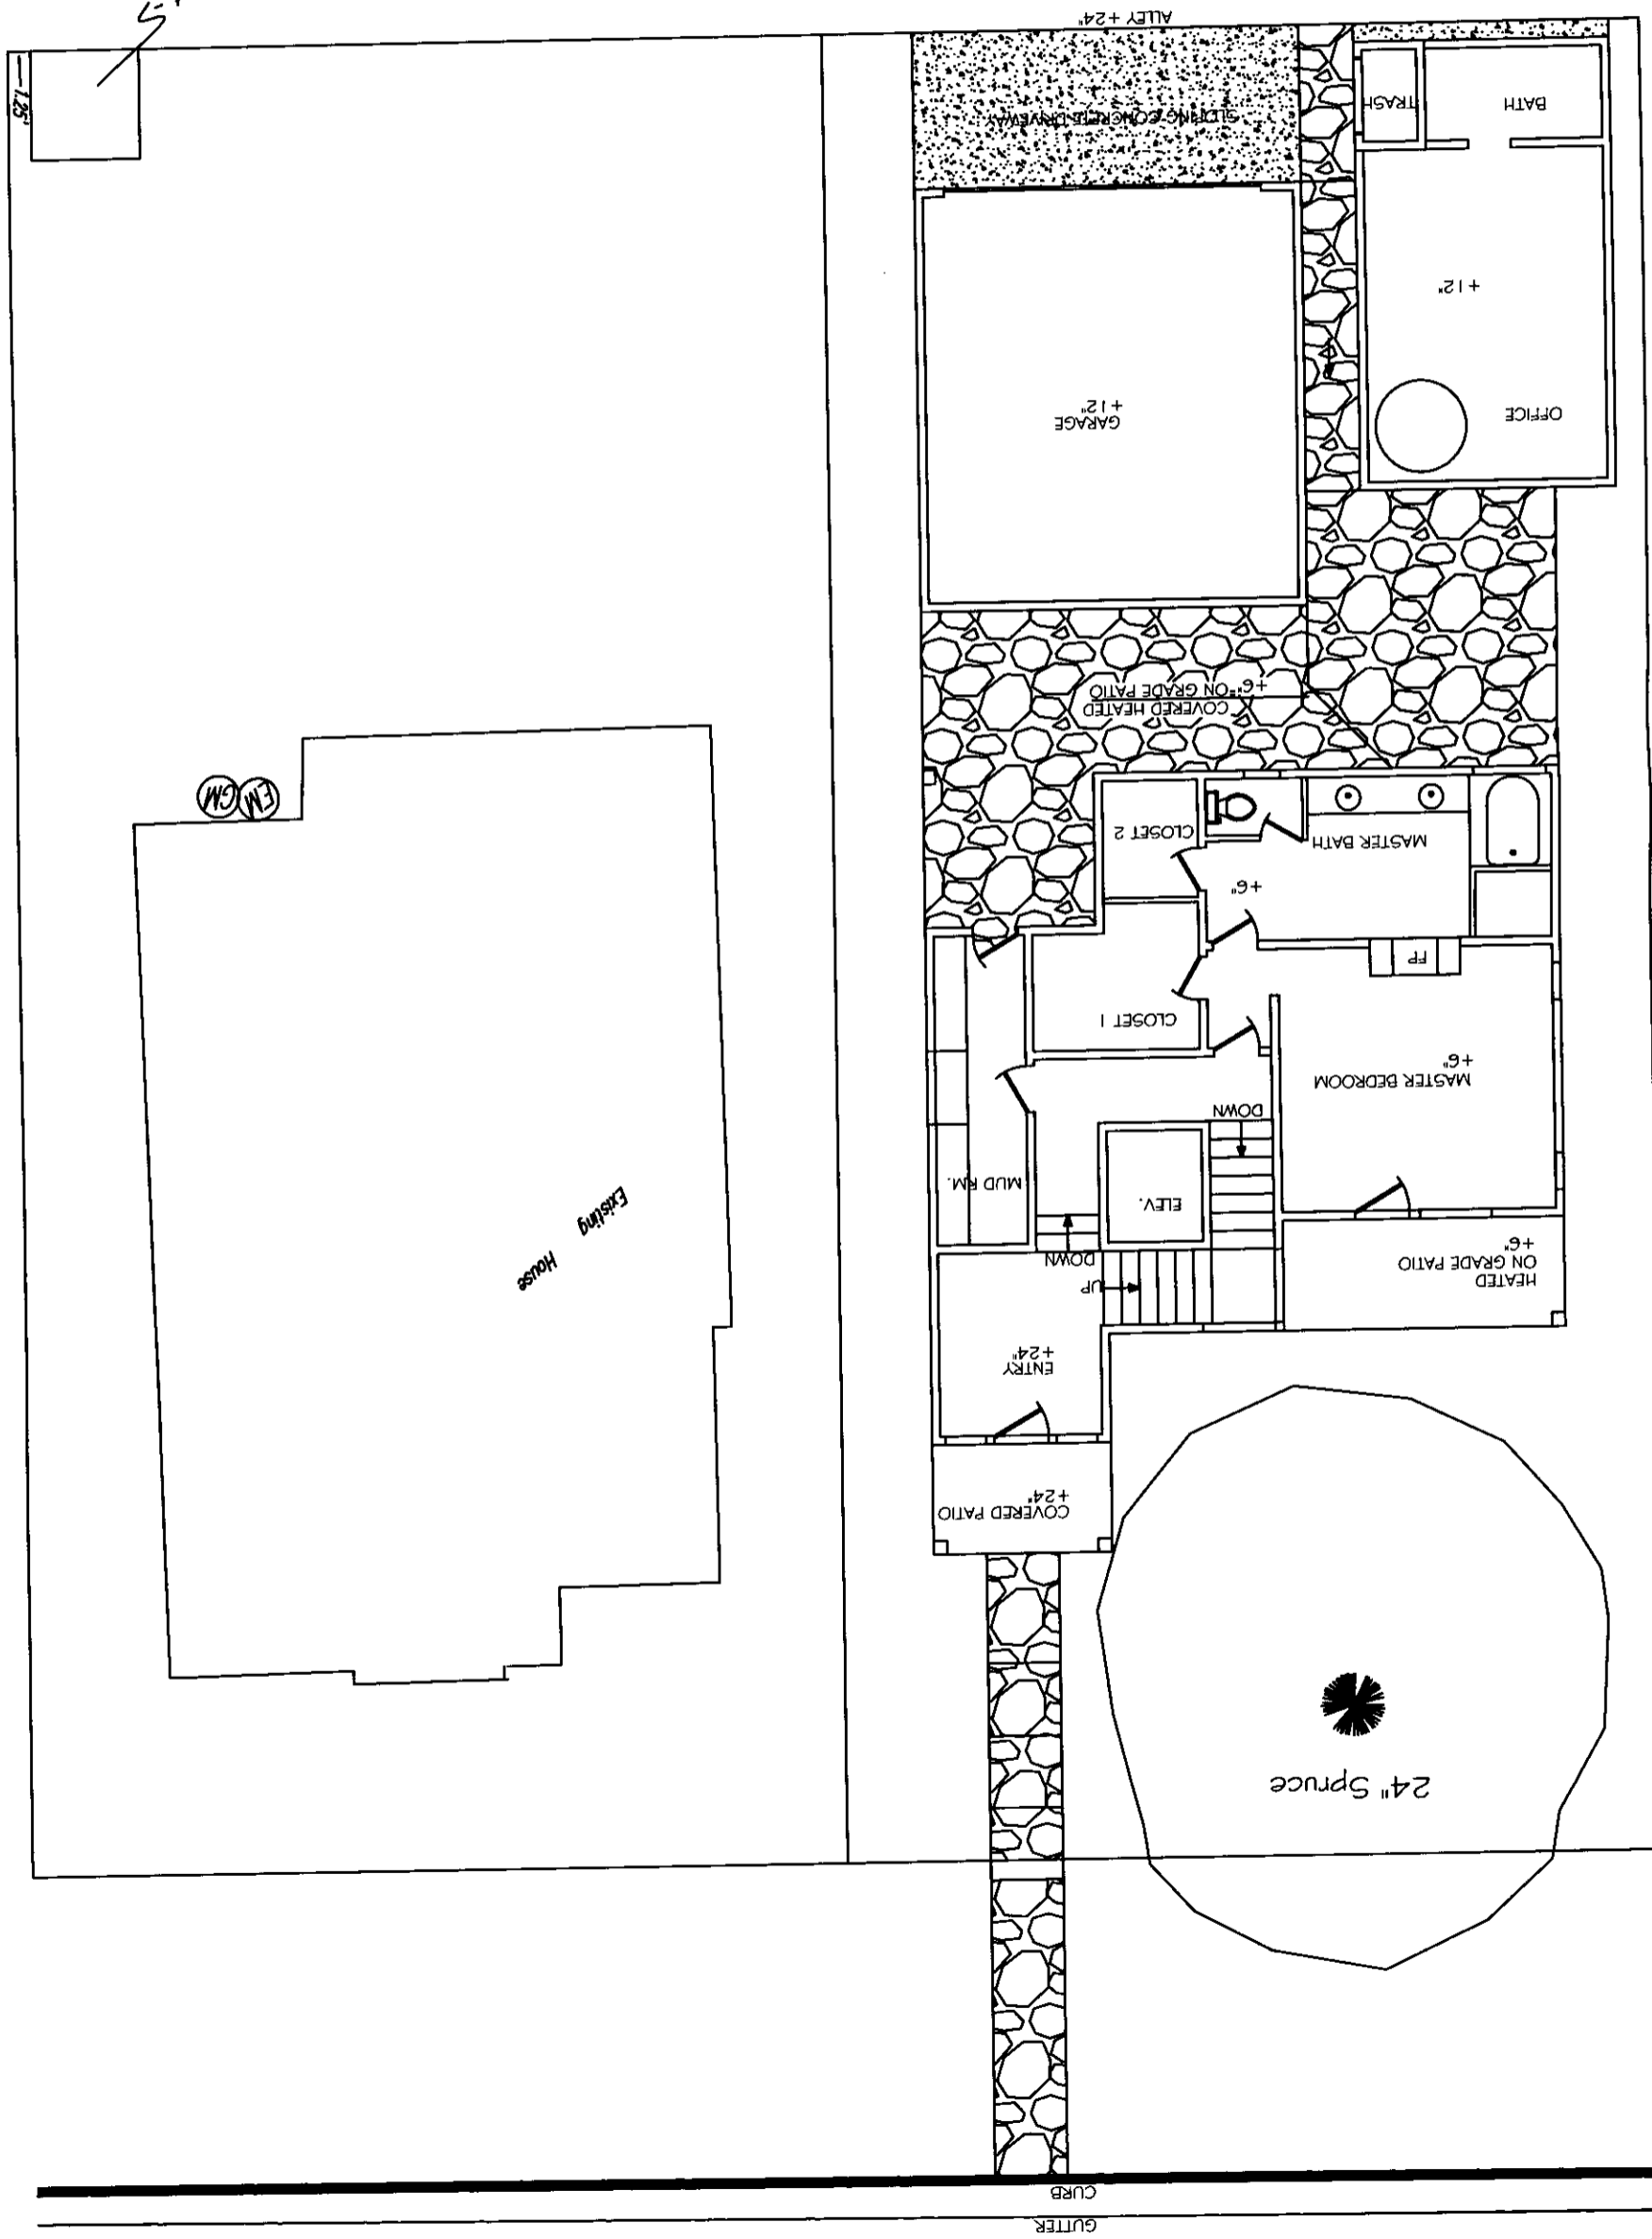 GUTTER
CURB
24" Spruce
COVERED PATIO
+24"
ENTRY
+24"
HEATED
ON GRADE PATIO
+6"
UP
DOWN
ELEV.
MUD RM.
DOWN
MASTER BEDROOM
+6"
CLOSET 1
FP
+6"
MASTER BATH
CLOSET 2
COVERED HEATED
+6" ON GRADE PATIO
OFFICE
GARAGE
+12"
+12"
SLOPING CONCRETE DRIVEWAY
BATH
TRASH
ALLEY +24"
Existing
House
EM
GM
1.25'